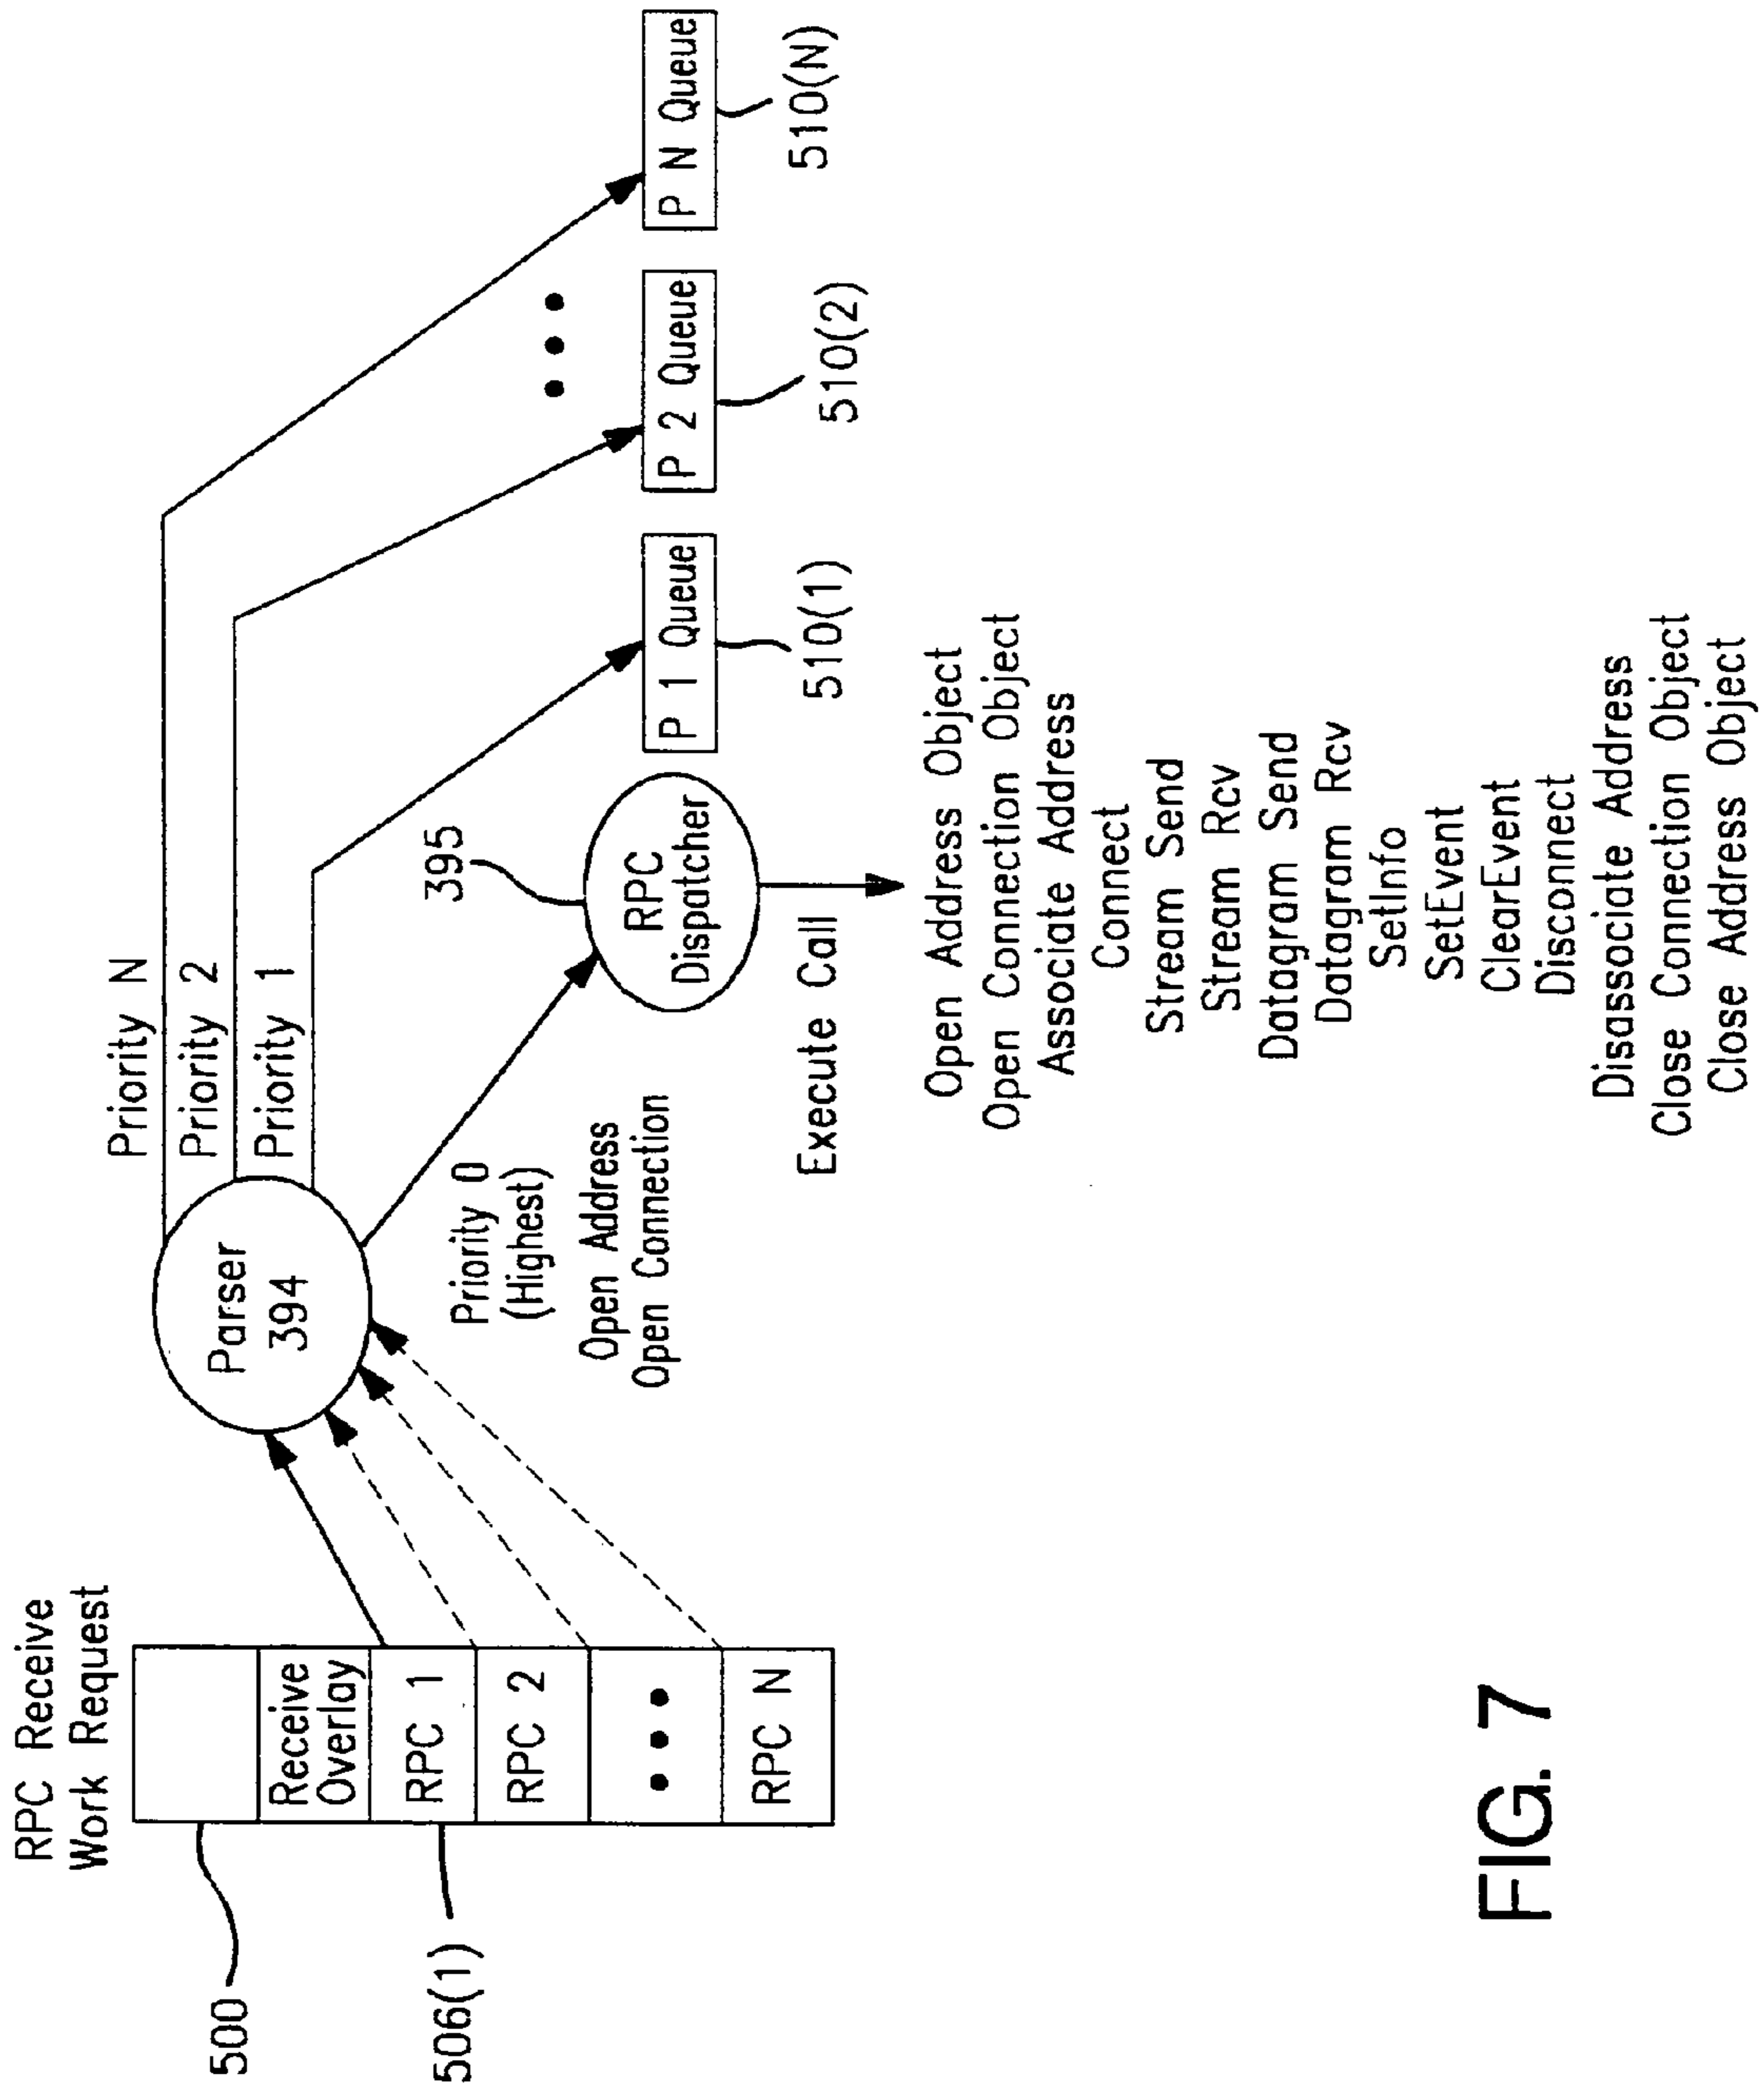 RPC Receive
Work Request
500
Receive
Overlay
506(1)
RPC 1
RPC 2
RPC N
Parser
394
Priority N
Priority 2
Priority 1
Priority 0
(Highest)
Open Address
Open Connection
395
RPC
Dispatcher
P 1 Queue
510(1)
P 2 Queue
510(2)
P N Queue
510(N)
Execute Call
Open Address Object
Open Connection Object
Associate Address
Connect
Stream Send
Stream Rcv
Datagram Send
Datagram Rcv
SetInfo
SetEvent
ClearEvent
Disconnect
Disassociate Address
Close Connection Object
Close Address Object
FIG. 7